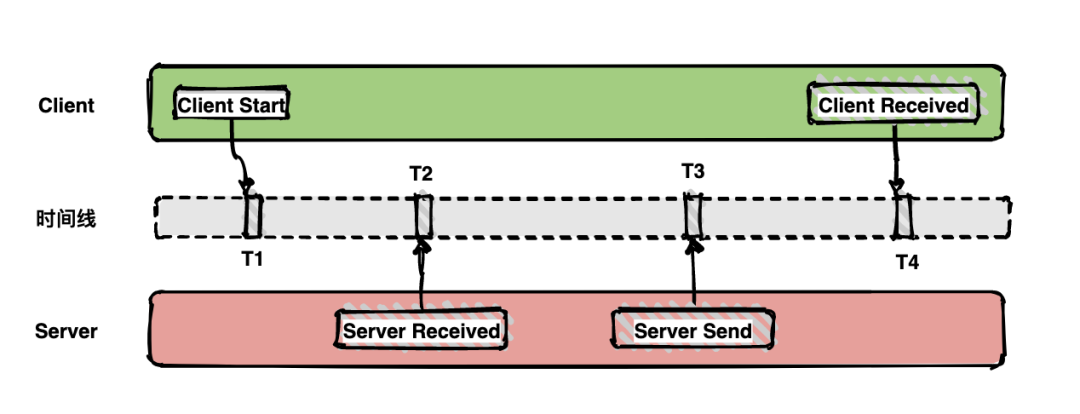 Client
Client Start
Client Received
T2
T3
时间线
T1
T4
Server
Server Received
Server Send